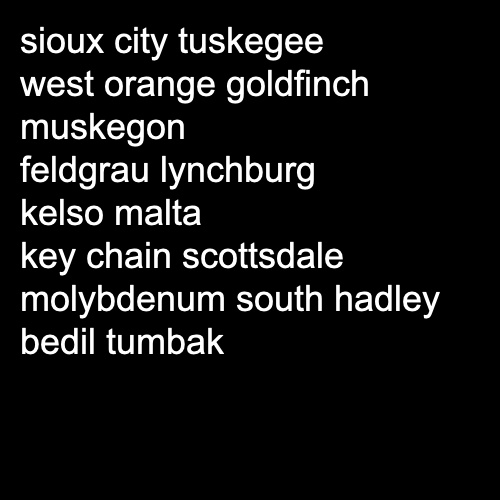 sioux city tuskegee
west orange goldfinch
muskegon
feldgrau lynchburg
kelso malta
key chain scottsdale
molybdenum south hadley
bedil tumbak